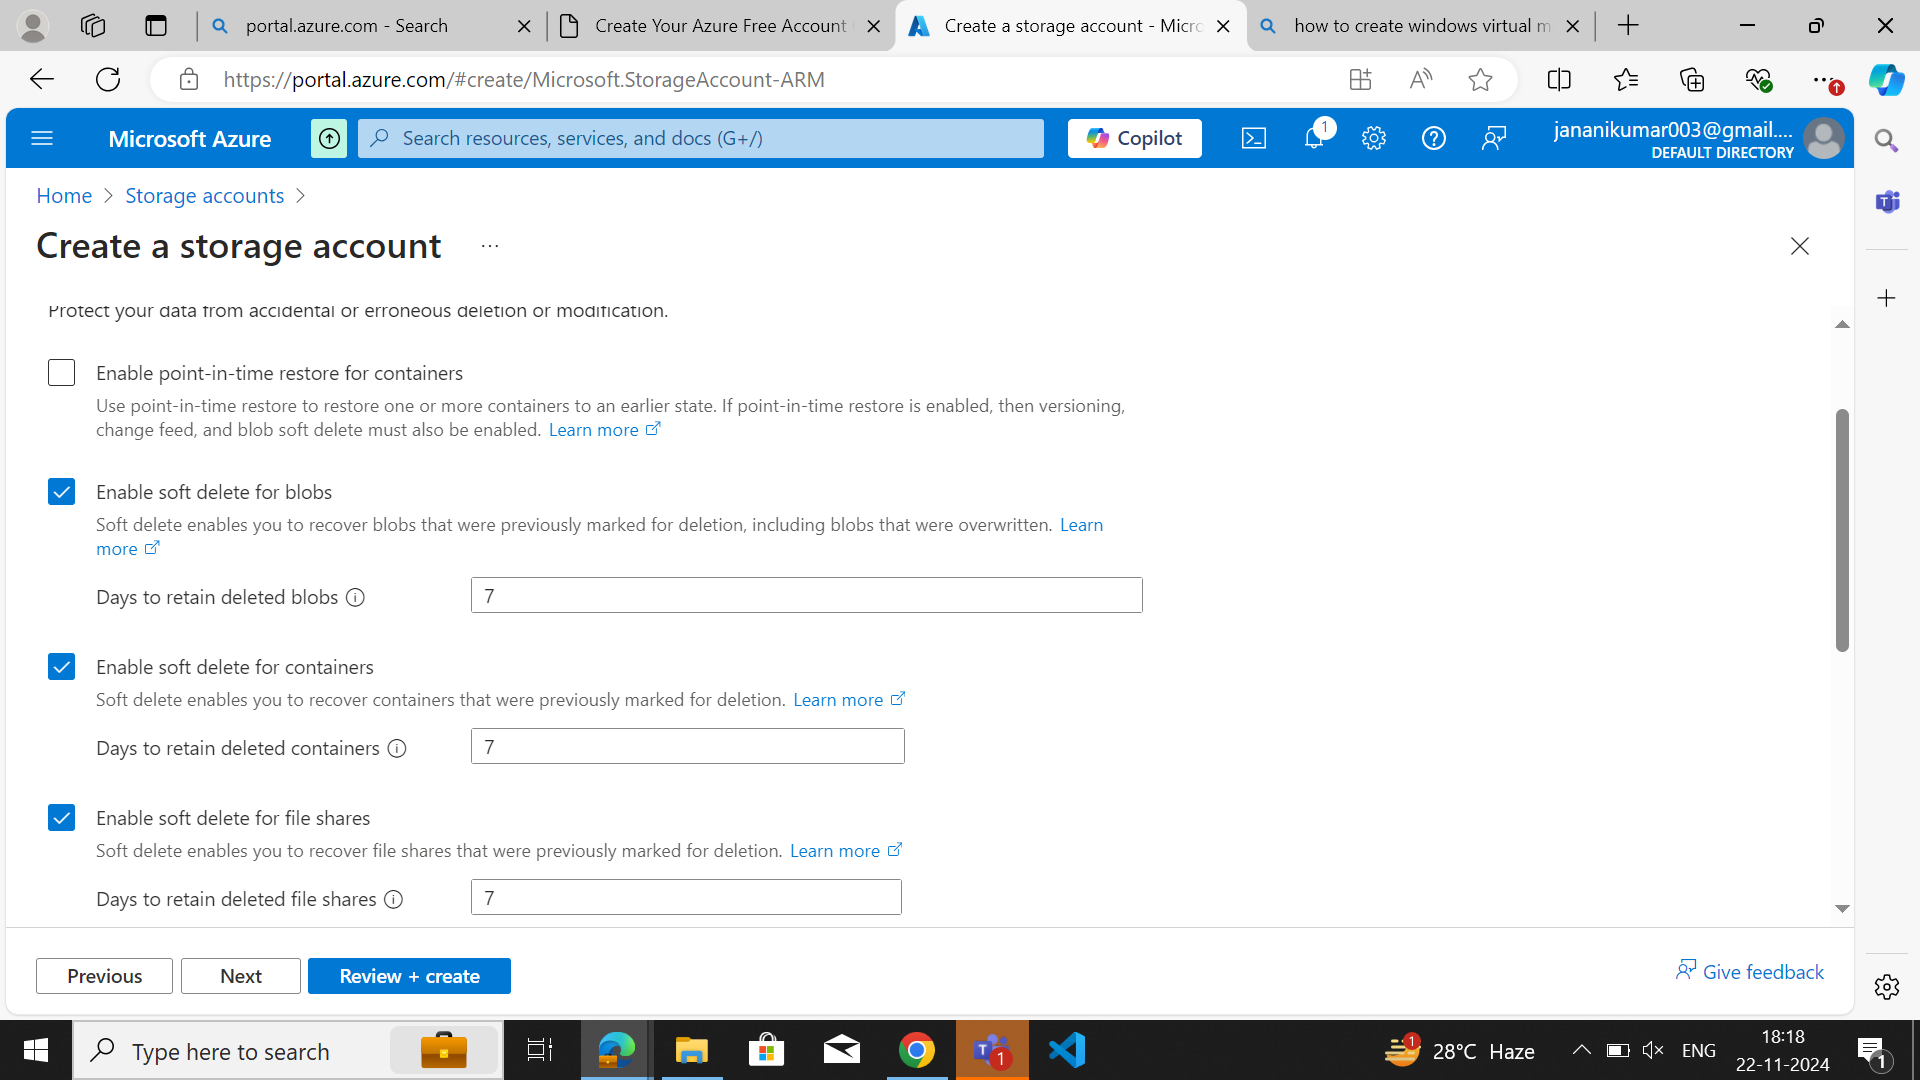 portal.azure.com - Search
Create Your Azure Free Account
Create a storage account - Micro
how to create windows virtual m
https://portal.azure.com/#create/Microsoft.StorageAccount-ARM
Microsoft Azure
Search resources, services, and docs (G+/)
Copilot
1
jananikumar003@gmail....
DEFAULT DIRECTORY
Home
Storage accounts
Create a storage account
Protect your data from accidental or erroneous deletion or modification.
Enable point-in-time restore for containers
Use point-in-time restore to restore one or more containers to an earlier state. If point-in-time restore is enabled, then versioning,
change feed, and blob soft delete must also be enabled. Learn more
Enable soft delete for blobs
Soft delete enables you to recover blobs that were previously marked for deletion, including blobs that were overwritten. Learn
more
Days to retain deleted blobs
7
Enable soft delete for containers
Soft delete enables you to recover containers that were previously marked for deletion. Learn more
Days to retain deleted containers
7
Enable soft delete for file shares
Soft delete enables you to recover file shares that were previously marked for deletion. Learn more
Days to retain deleted file shares
7
Previous
Next
Review + create
Give feedback
Type here to search
1
1
28°C Haze
ENG
18:18
22-11-2024
1